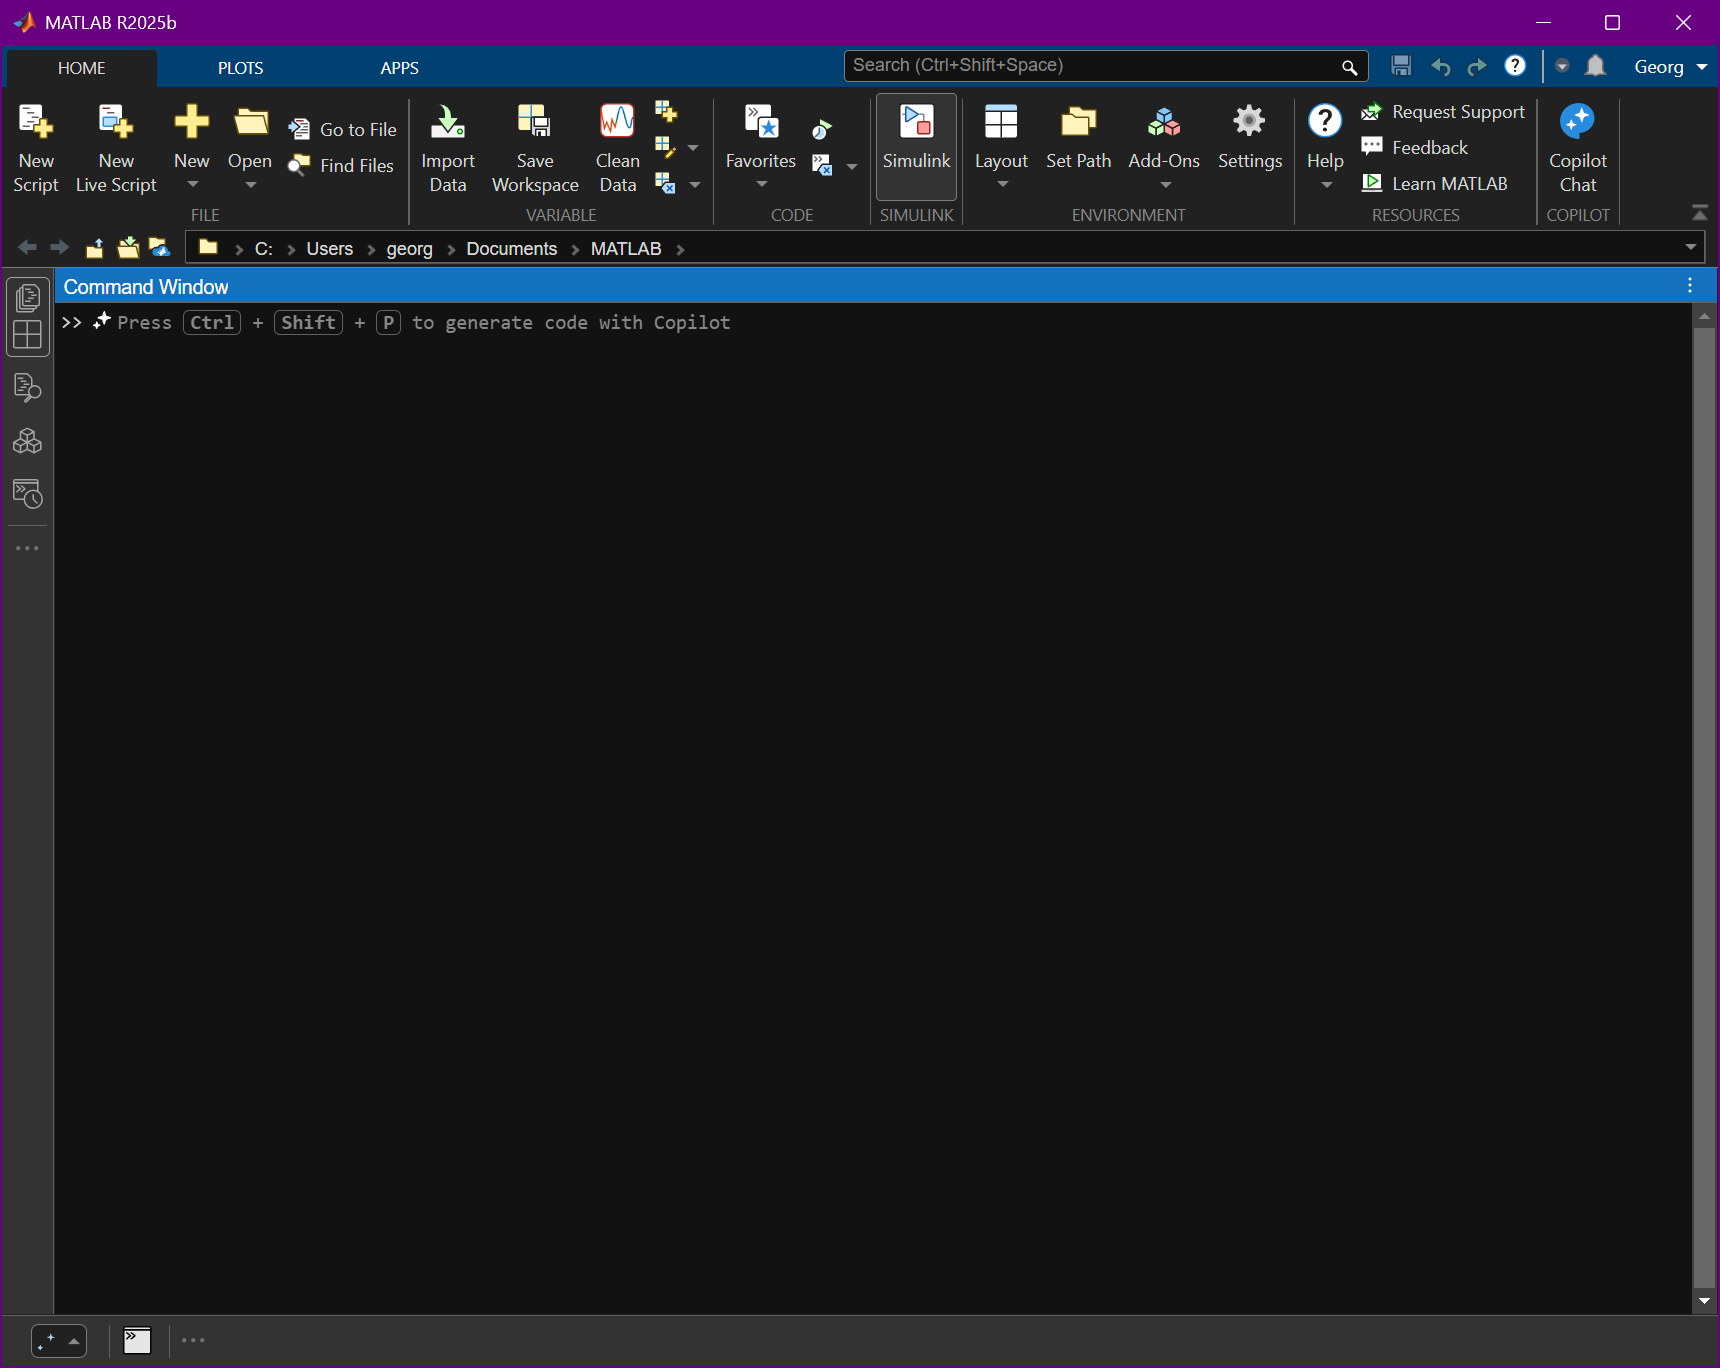 MATLAB R2025b
HOME PLOTS APPS Search (Ctrl+Shift+Space) Georg
New Script
New Live Script
New
Open
Go to File
Find Files
FILE
Import Data
Save Workspace
Clean Data
VARIABLE
Favorites
CODE
Simulink
SIMULINK
Layout
Set Path
Add-Ons
Settings
ENVIRONMENT
Help
Request Support
Feedback
Learn MATLAB
RESOURCES
Copilot Chat
COPILOT
C: Users georg Documents MATLAB
Command Window
>> Press Ctrl + Shift + P to generate code with Copilot